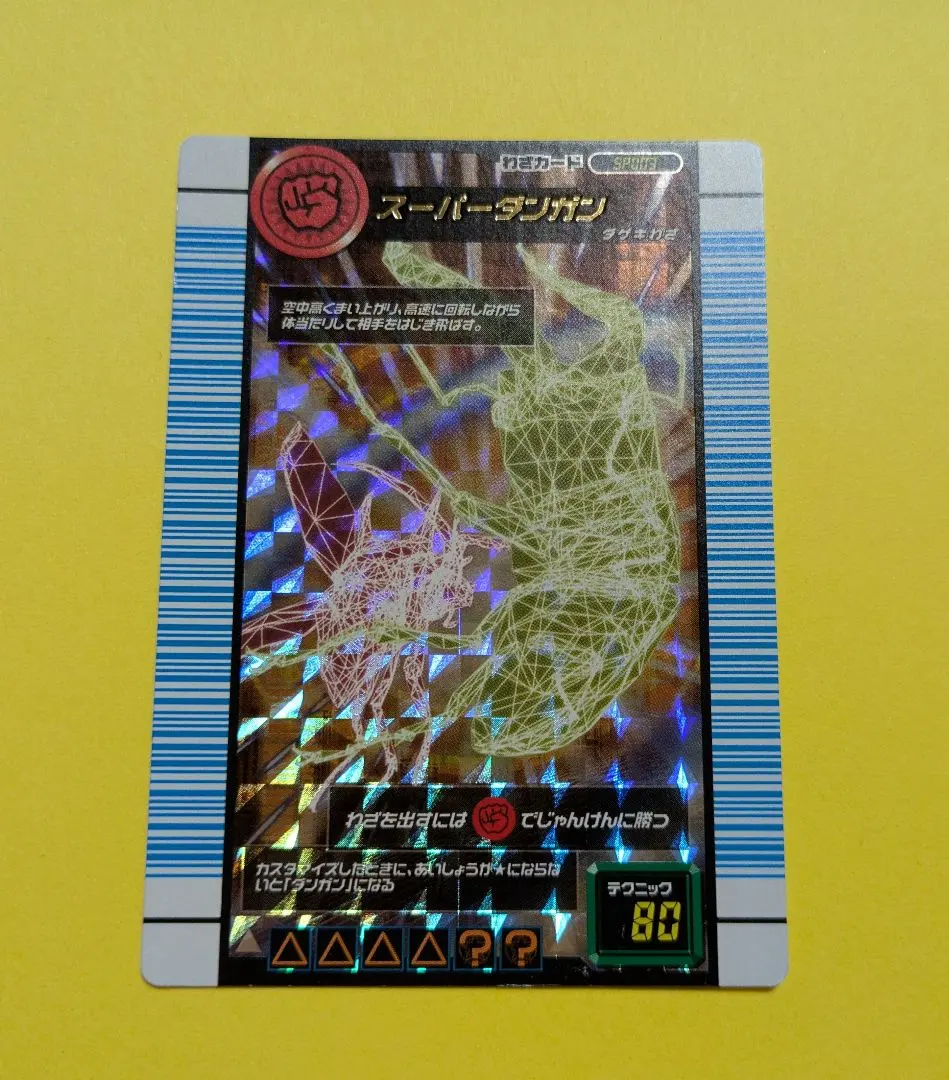 わざカード
スーパーダンガン
ダゲキわざ
空中高くまい上がり、高速に回転しながら
体当たりして相手をはじき飛ばす。
わざを出すには でじゃんけんに勝つ
カスタマイズしたときに、あいしょうが★にならな
いと「ダンガン」になる
テクニック
80
? ?